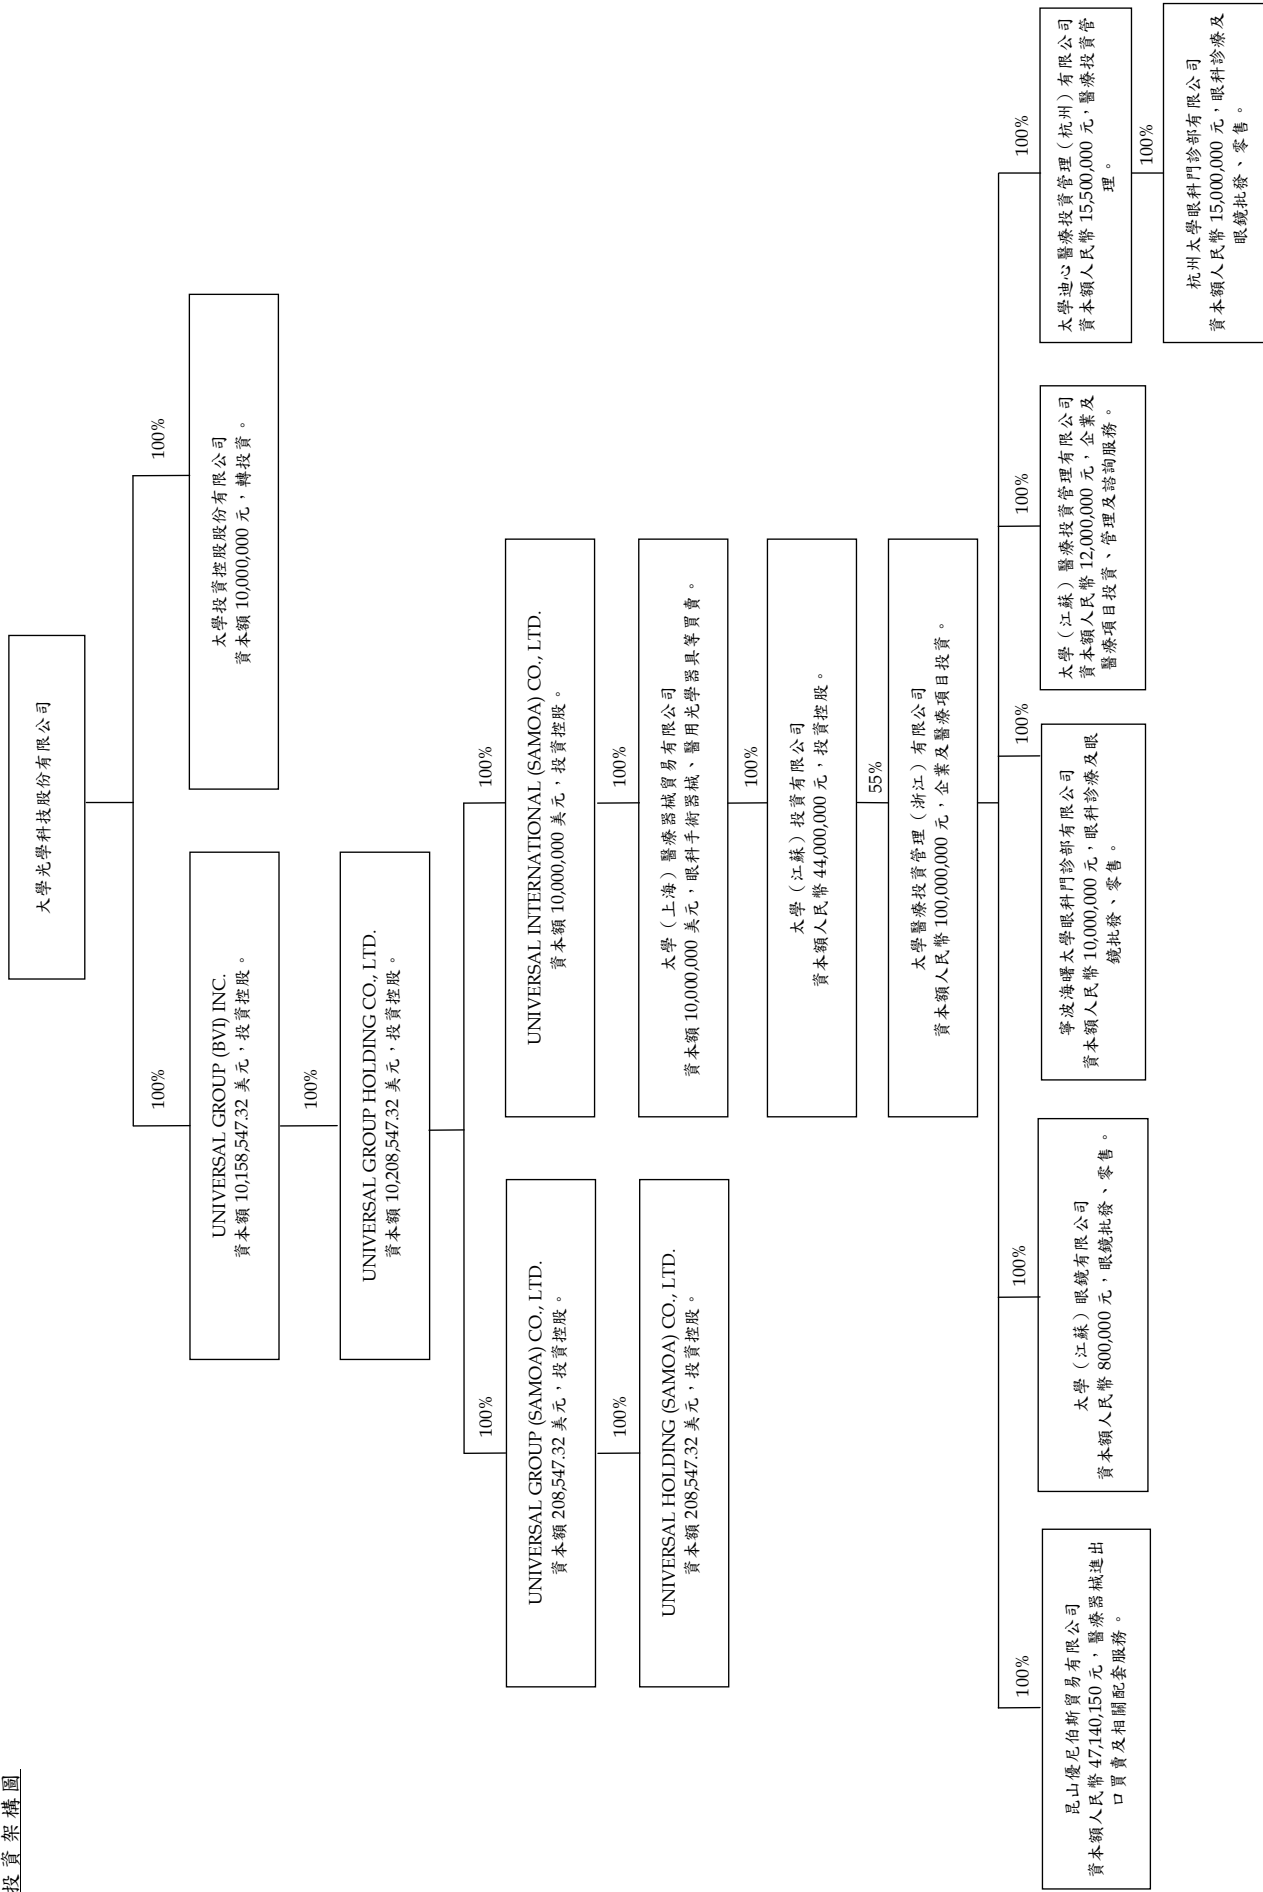 投資架構圖
大學光學科技股份有限公司
100%
100%
UNIVERSAL GROUP (BVI) INC.
資本額 10,158,547.32 美元，投資控股。
太學投資控股股份有限公司
資本額 10,000,000 元，轉投資。
100%
UNIVERSAL GROUP HOLDING CO., LTD.
資本額 10,208,547.32 美元，投資控股。
100%
100%
UNIVERSAL GROUP (SAMOA) CO., LTD.
資本額 208,547.32 美元，投資控股。
UNIVERSAL INTERNATIONAL (SAMOA) CO., LTD.
資本額 10,000,000 美元，投資控股。
100%
100%
UNIVERSAL HOLDING (SAMOA) CO., LTD.
資本額 208,547.32 美元，投資控股。
太學（上海）醫療器械貿易有限公司
資本額 10,000,000 美元，眼科手術器械、醫用光學器具等買賣。
100%
太學（江蘇）投資有限公司
資本額人民幣 44,000,000 元，投資控股。
55%
太學醫療投資管理（浙江）有限公司
資本額人民幣 100,000,000 元，企業及醫療項目投資。
100%
100%
100%
100%
100%
昆山優尼伯斯貿易有限公司
資本額人民幣 47,140,150 元，醫療器械進出
口買賣及相關配套服務。
太學（江蘇）眼鏡有限公司
資本額人民幣 800,000 元，眼鏡批發、零售。
寧波海曙太學眼科門診部有限公司
資本額人民幣 10,000,000 元，眼科診療及眼
鏡批發、零售。
太學（江蘇）醫療投資管理有限公司
資本額人民幣 12,000,000 元，企業及
醫療項目投資、管理及諮詢服務。
太學迪心醫療投資管理（杭州）有限公司
資本額人民幣 15,500,000 元，醫療投資管
理。
100%
杭州太學眼科門診部有限公司
資本額人民幣 15,000,000 元，眼科診療及
眼鏡批發、零售。